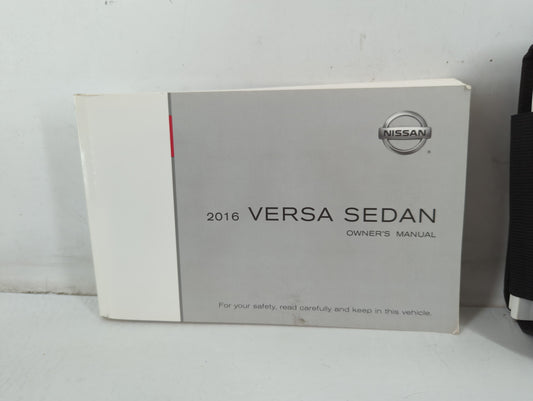 NISSAN
2016 VERSA SEDAN
OWNER'S MANUAL
For your safety, read carefully and keep in this vehicle.